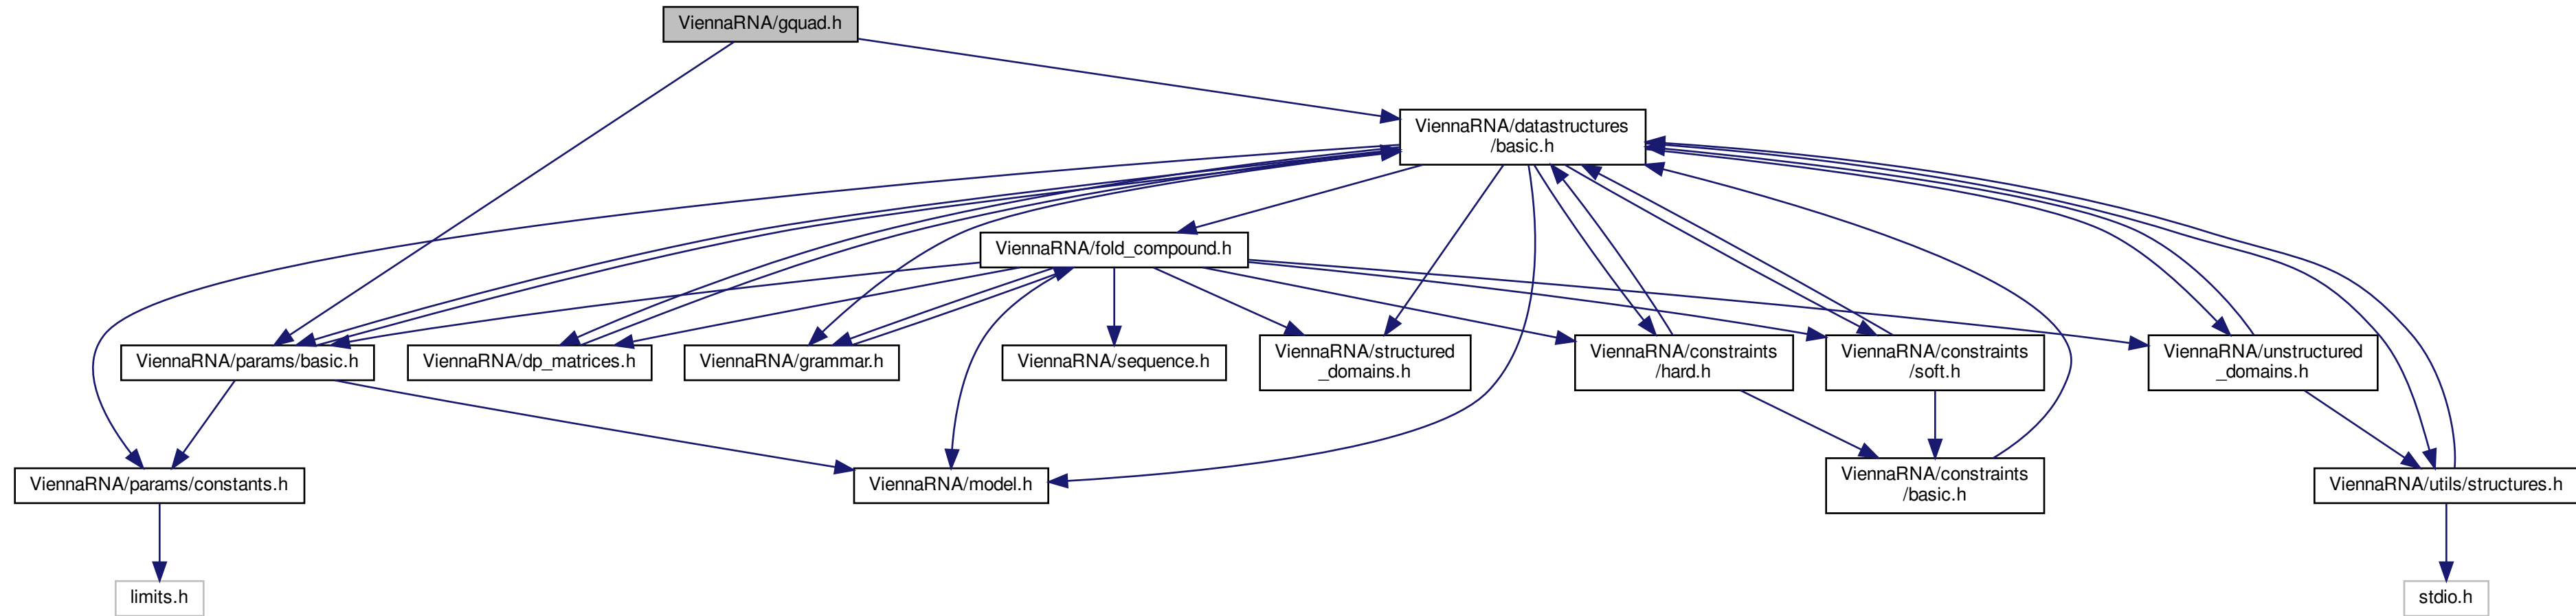 ViennaRNA/gquad.h
ViennaRNA/datastructures
/basic.h
ViennaRNA/fold_compound.h
ViennaRNA/params/basic.h
ViennaRNA/dp_matrices.h
ViennaRNA/grammar.h
ViennaRNA/sequence.h
ViennaRNA/structured
_domains.h
ViennaRNA/constraints
/hard.h
ViennaRNA/constraints
/soft.h
ViennaRNA/unstructured
_domains.h
ViennaRNA/params/constants.h
ViennaRNA/model.h
ViennaRNA/constraints
/basic.h
ViennaRNA/utils/structures.h
limits.h
stdio.h